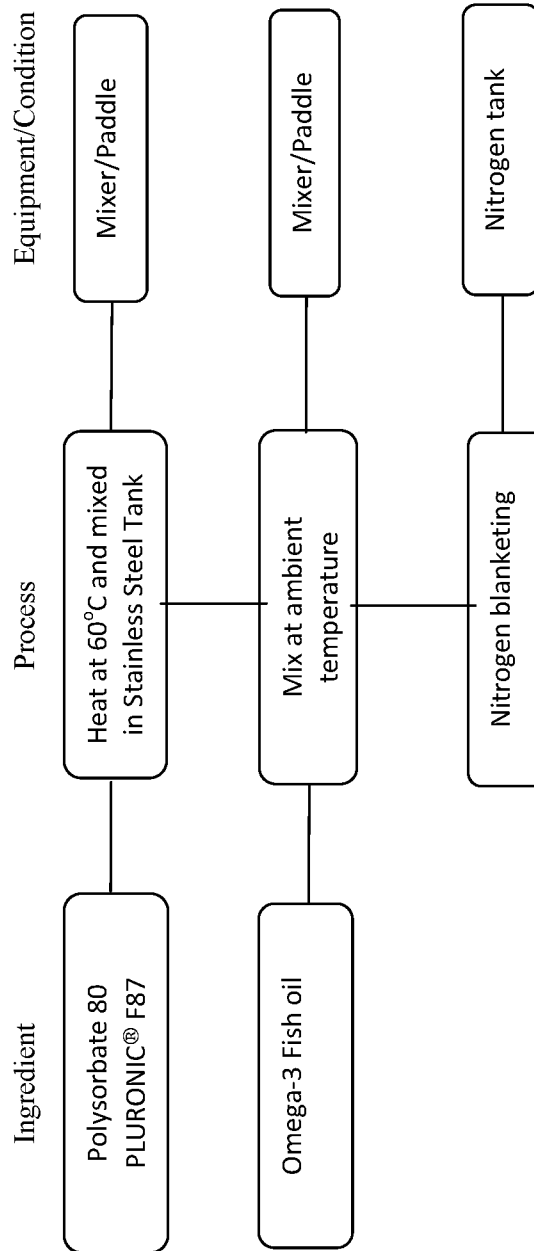 Ingredient
Process
Equipment/Condition
Polysorbate 80
PLURONIC® F87
Heat at 60°C and mixed
in Stainless Steel Tank
Mixer/Paddle
Omega-3 Fish oil
Mix at ambient
temperature
Mixer/Paddle
Nitrogen blanketing
Nitrogen tank